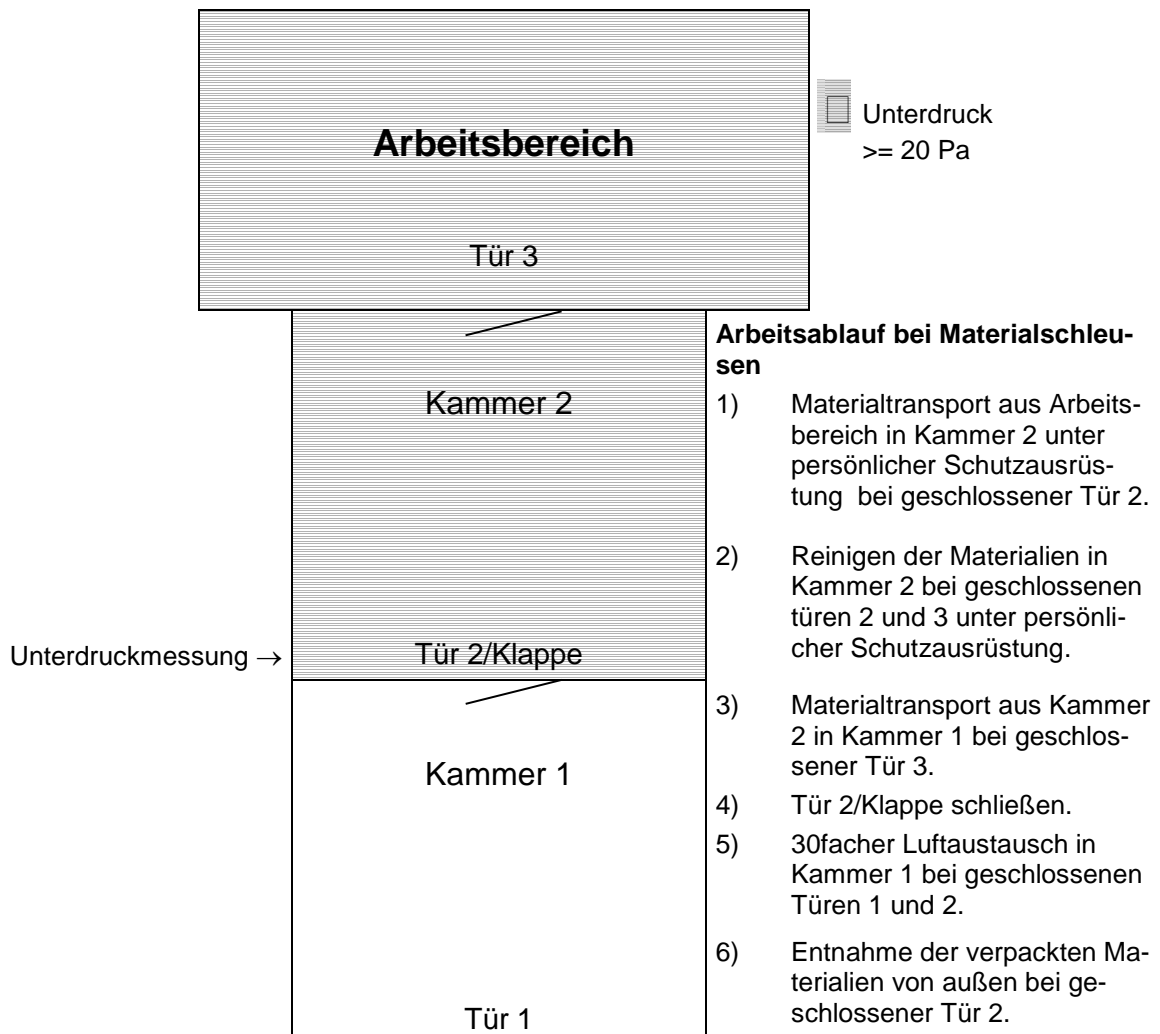 Arbeitsbereich
Unterdruck
>= 20 Pa
Tür 3
Kammer 2
Unterdruckmessung →
Tür 2/Klappe
Kammer 1
Tür 1
Arbeitsablauf bei Materialschleu-
sen
1) Materialtransport aus Arbeits-
bereich in Kammer 2 unter
persönlicher Schutzausrüs-
tung bei geschlossener Tür 2.
2) Reinigen der Materialien in
Kammer 2 bei geschlossenen
türen 2 und 3 unter persönli-
cher Schutzausrüstung.
3) Materialtransport aus Kammer
2 in Kammer 1 bei geschlos-
sener Tür 3.
4) Tür 2/Klappe schließen.
5) 30facher Luftaustausch in
Kammer 1 bei geschlossenen
Türen 1 und 2.
6) Entnahme der verpackten Ma-
terialien von außen bei ge-
schlossener Tür 2.